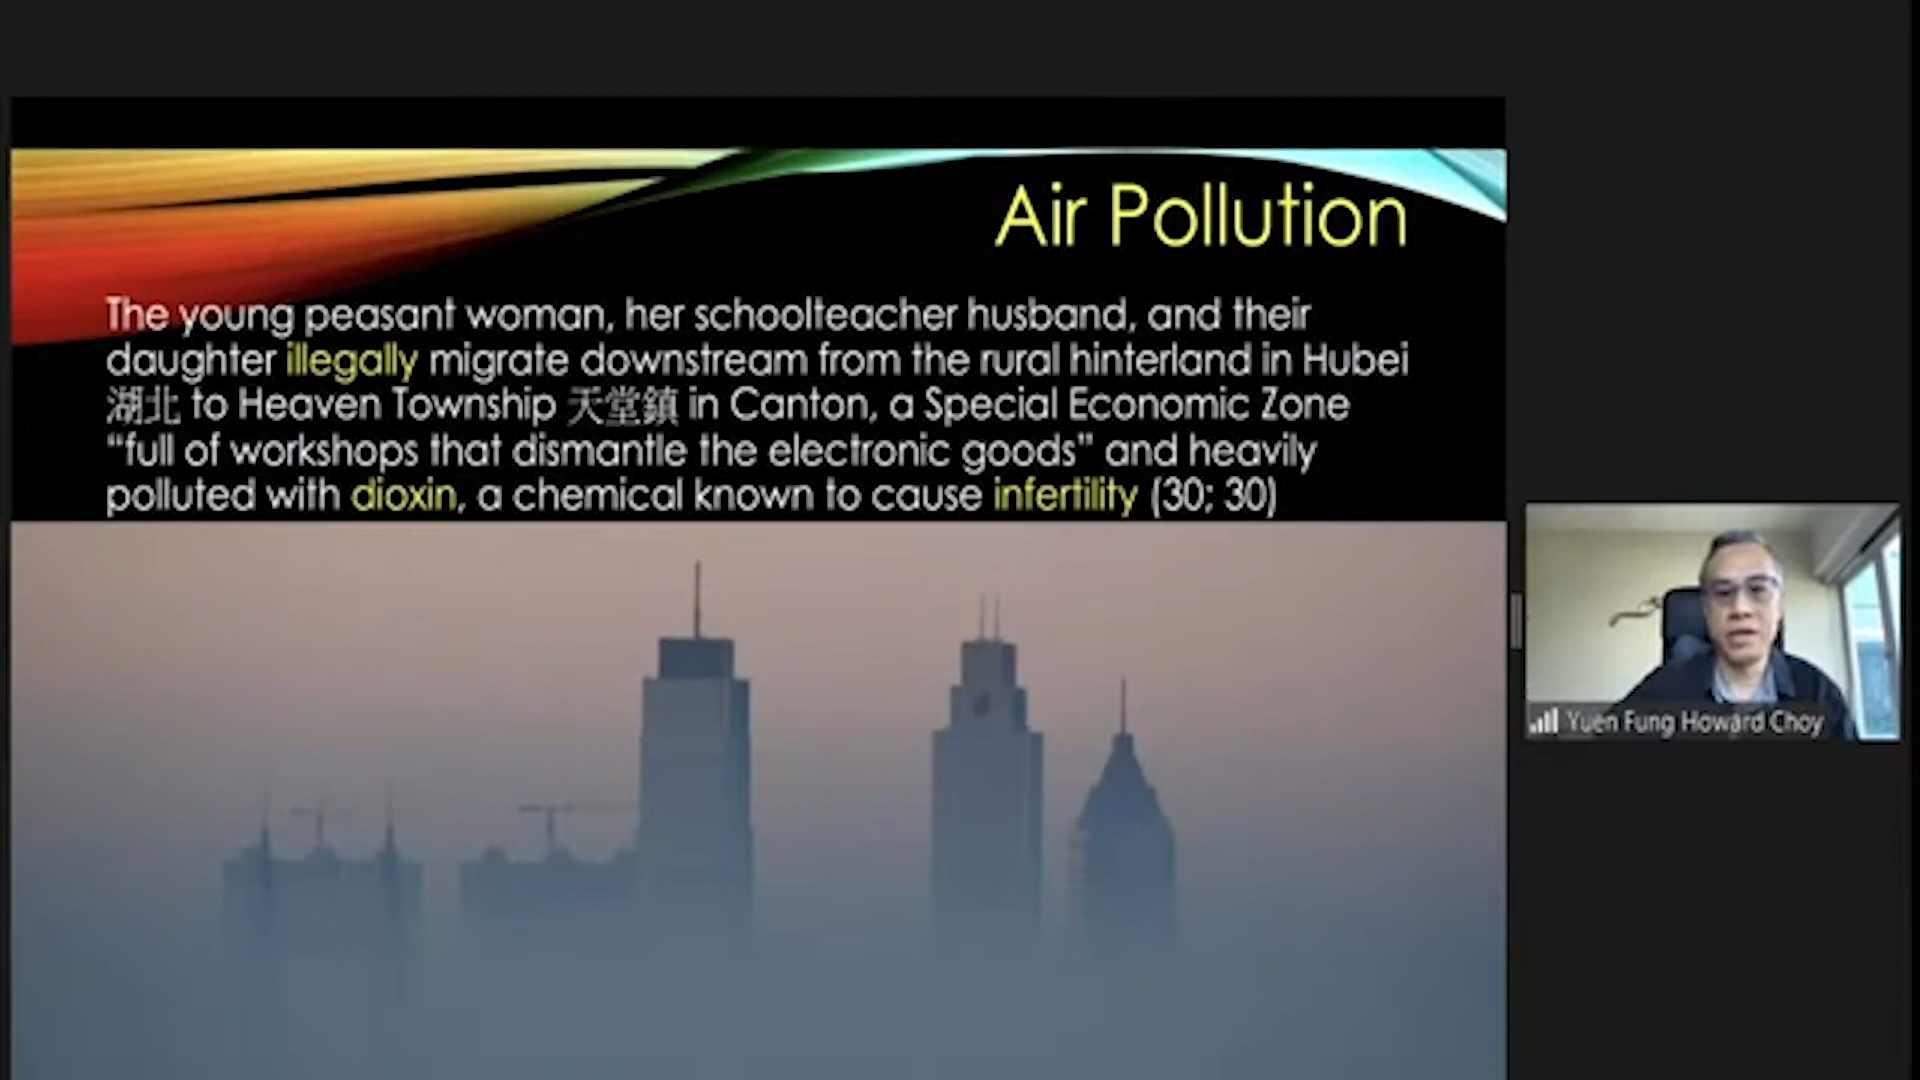 Air Pollution
The young peasant woman, her schoolteacher husband, and their
daughter illegally migrate downstream from the rural hinterland in Hubei
湖北 to Heaven Township 天堂鎮 in Canton, a Special Economic Zone
“full of workshops that dismantle the electronic goods” and heavily
polluted with dioxin, a chemical known to cause infertility (30; 30)
Yuen Fung Howard Choy